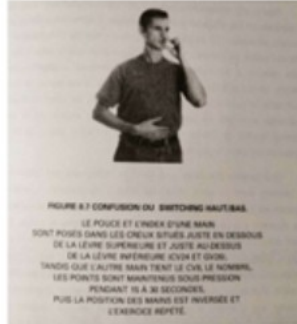 FIGURE 8.7 CONFUSION OU SWITCHING HAUT/BAS.
LE POUCE ET L'INDEX D'UNE MAIN
SONT POSÉS DANS LES CREUX SITUÉS JUSTE EN DESSOUS
DE LA LÈVRE SUPÉRIEURE ET JUSTE AU-DESSUS
DE LA LÈVRE INFÉRIEURE (CV24 ET GV26),
TANDIS QUE L'AUTRE MAIN TIENT LE CV8, LE NOMBRIL.
LES POINTS SONT MAINTENUS SOUS PRESSION
PENDANT 15 À 30 SECONDES,
PUIS LA POSITION DES MAINS EST INVERSÉE ET
L'EXERCICE RÉPÉTÉ.